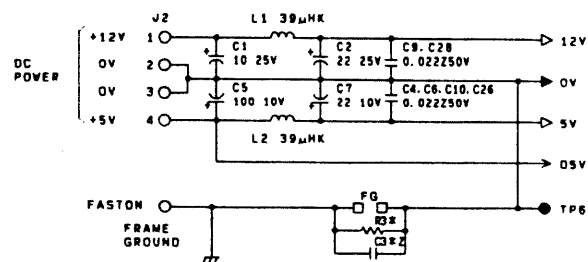 J2
L1 39μHK
+12V 1
12V
C1
10 25V
C2
22 25V
C9. C28
0.022Z50V
DC
POWER
0V 2
0V
0V 3
C5
100 10V
C7
22 10V
C4.C6.C10.C26
0.022Z50V
+5V 4
5V
L2 39μHK
05V
FASTON
FG
TP6
FRAME
GROUND
R3*
C3*Z